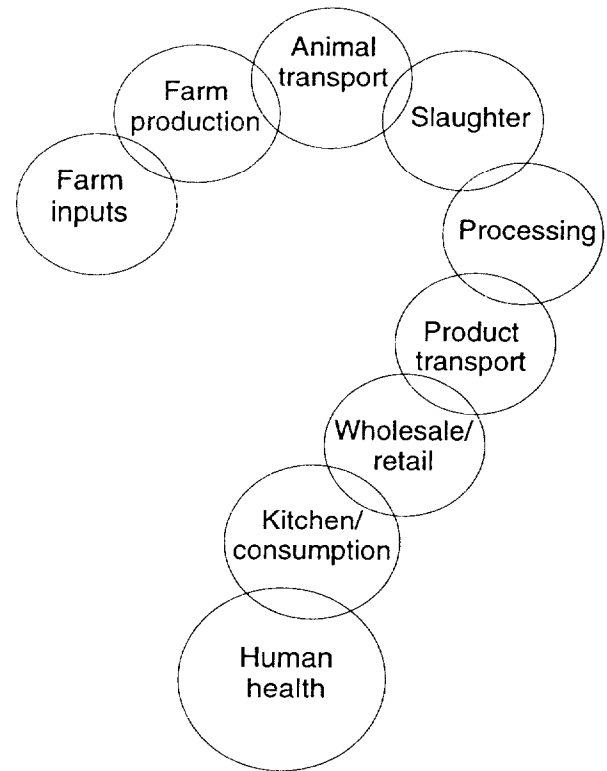 Farm
inputs
Farm
production
Animal
transport
Slaughter
Processing
Product
transport
Wholesale/
retail
Kitchen/
consumption
Human
health